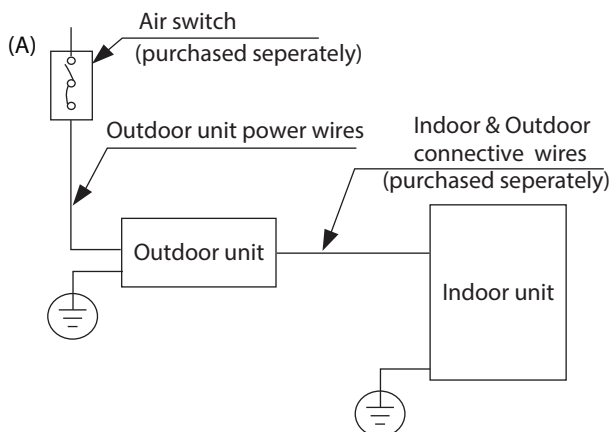 (A)
Air switch
(purchased seperately)
Outdoor unit power wires
Indoor & Outdoor
connective wires
(purchased seperately)
Outdoor unit
Indoor unit